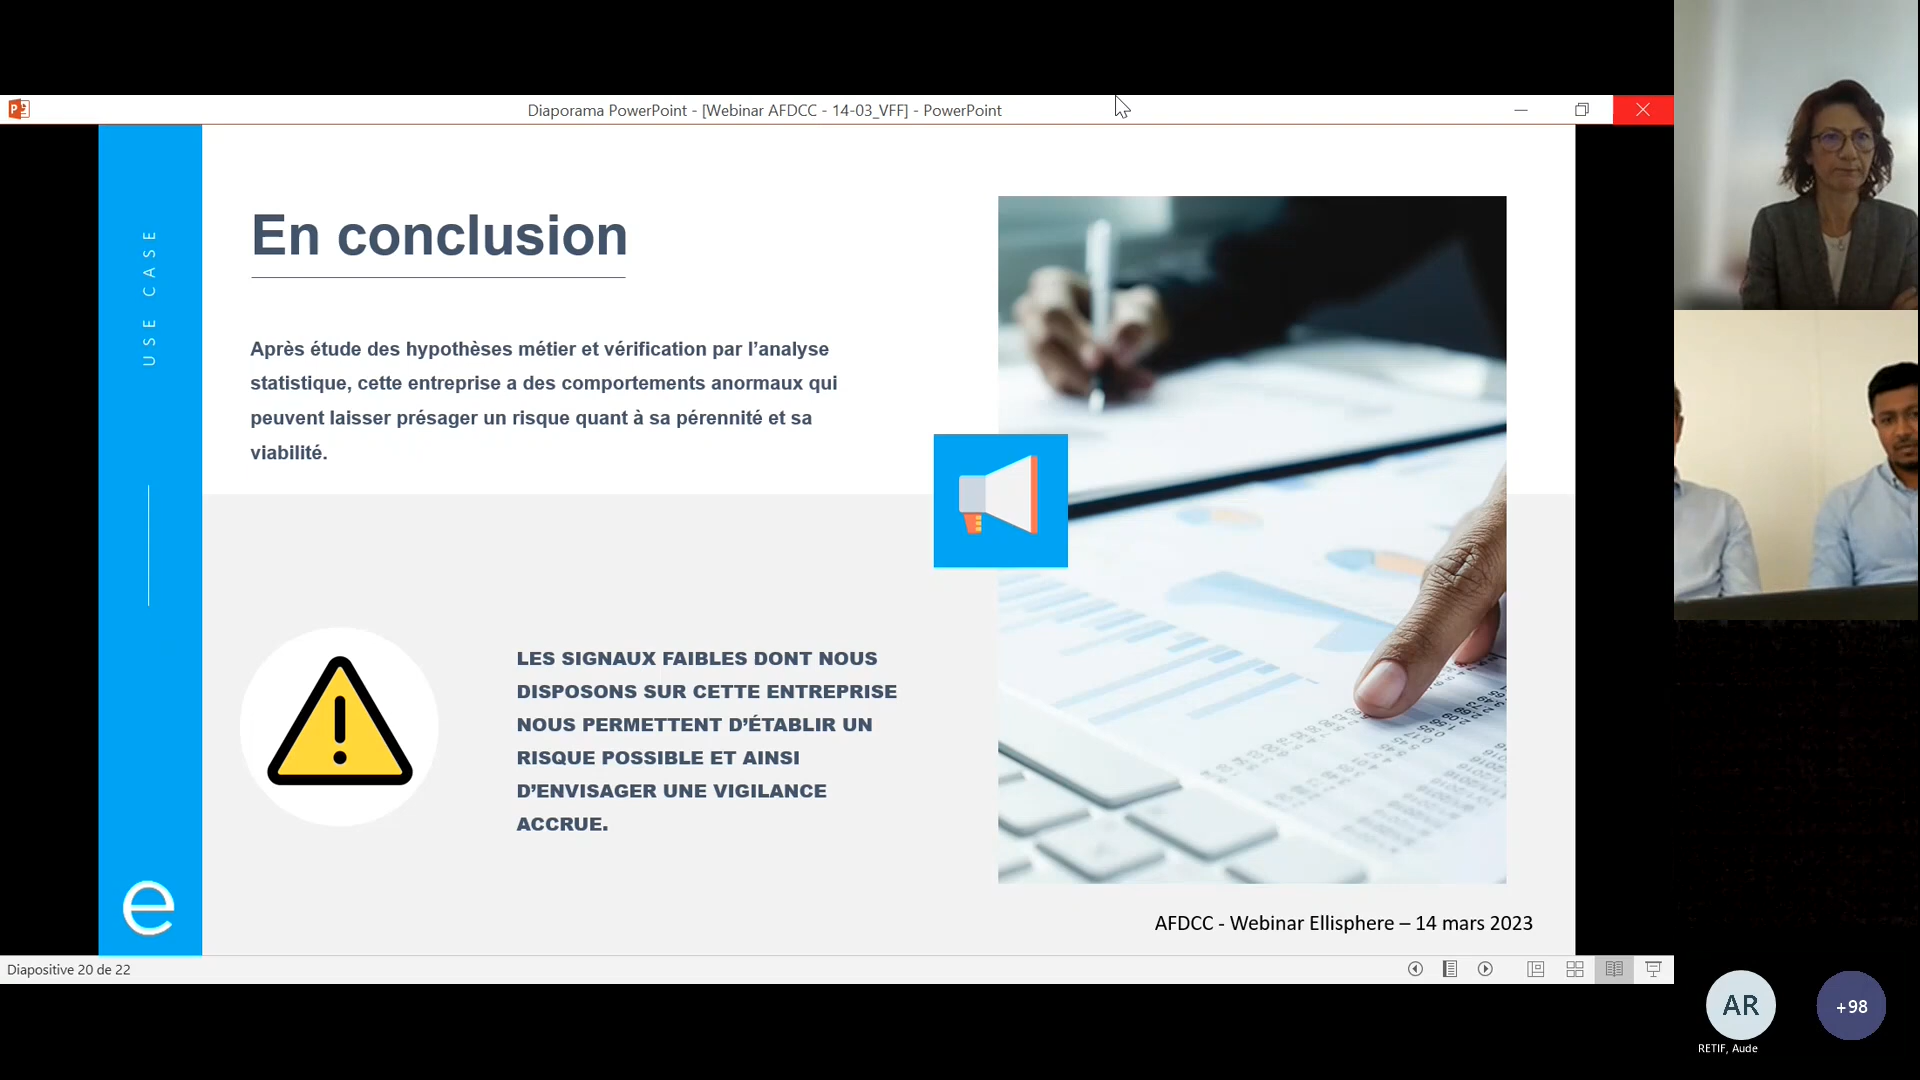 Diaporama PowerPoint - [Webinar AFDCC - 14-03_VFF] - PowerPoint
USE CASE
En conclusion
Après étude des hypothèses métier et vérification par l’analyse
statistique, cette entreprise a des comportements anormaux qui
peuvent laisser présager un risque quant à sa pérennité et sa
viabilité.
LES SIGNAUX FAIBLES DONT NOUS
DISPOSONS SUR CETTE ENTREPRISE
NOUS PERMETTENT D’ÉTABLIR UN
RISQUE POSSIBLE ET AINSI
D’ENVISAGER UNE VIGILANCE
ACCRUE.
e
AFDCC - Webinar Ellisphere – 14 mars 2023
Diapositive 20 de 22
AR
+98
RETIF, Aude